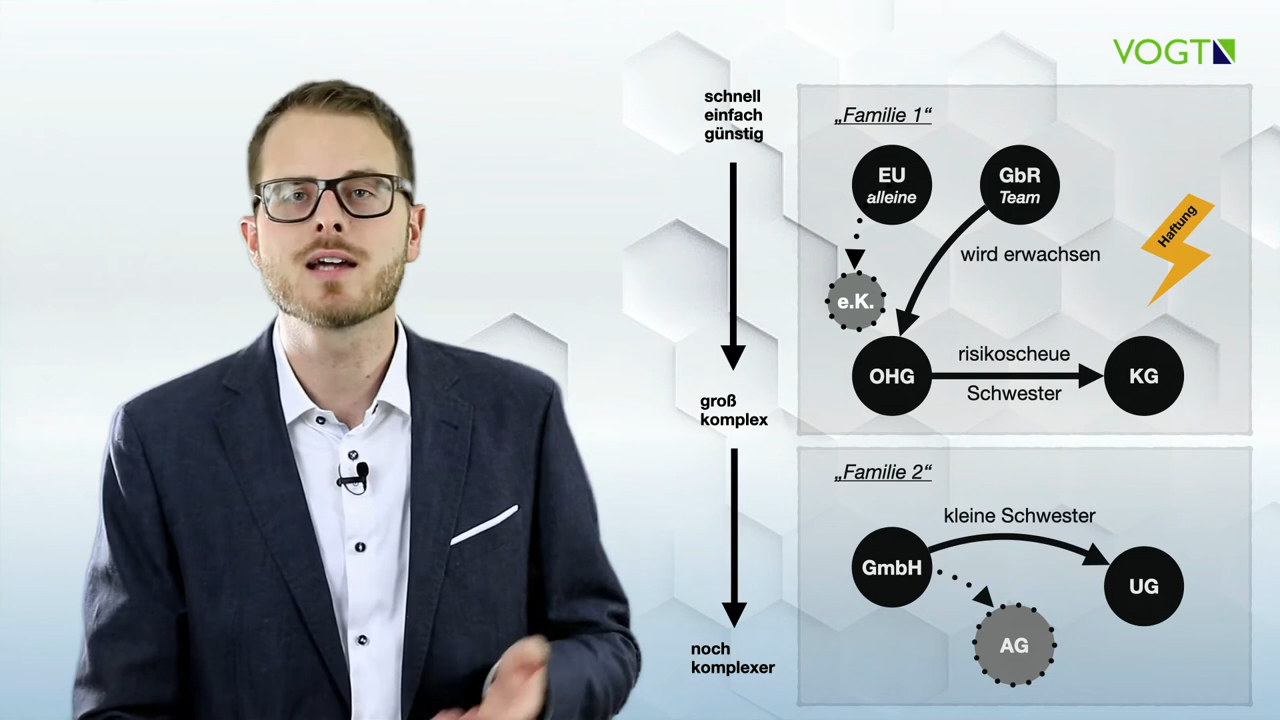 VOGT
schnell
einfach
günstig
groß
komplex
noch
komplexer
„Familie 1“
EU
alleine
GbR
Team
Haftung
wird erwachsen
e.K.
OHG
risikoscheue
Schwester
KG
„Familie 2“
kleine Schwester
GmbH
UG
AG